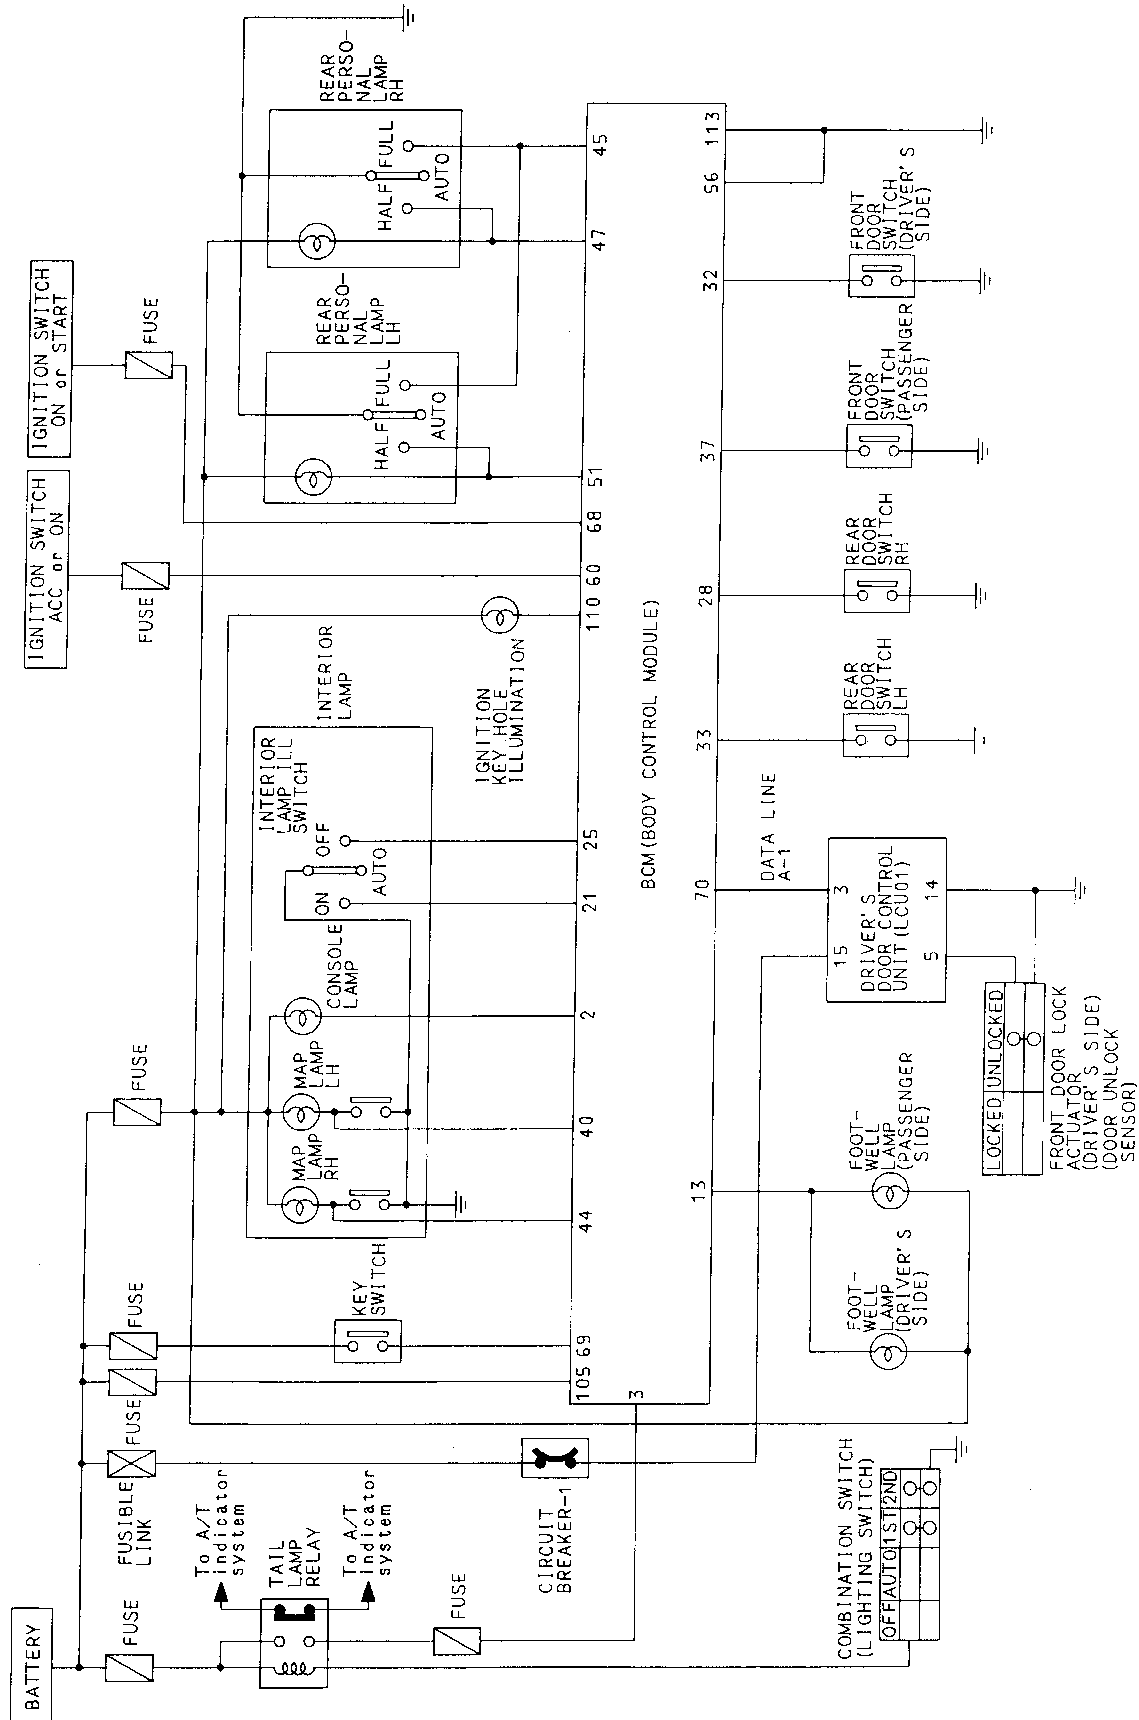 BATTERY
FUSE
FUSIBLE
LINK
FUSE
FUSE
FUSE
IGNITION SWITCH
ACC or ON
FUSE
IGNITION SWITCH
ON or START
FUSE
To A/T
indicator
system
TAIL
LAMP
RELAY
To A/T
indicator
system
FUSE
CIRCUIT
BREAKER-1
KEY
SWITCH
MAP
LAMP
RH
MAP
LAMP
LH
CONSOLE
LAMP
INTERIOR
LAMP ILL
SWITCH
ON
AUTO
OFF
INTERIOR
LAMP
IGNITION
KEY HOLE
ILLUMINATION
HALF
FULL
AUTO
REAR
PERSO-
NAL
LAMP
LH
HALF
FULL
AUTO
REAR
PERSO-
NAL
LAMP
RH
105
69
44
40
2
21
25
110
60
68
51
47
45
3
BCM(BODY CONTROL MODULE)
13
70
33
28
37
32
56
113
DATA LINE
A-1
COMBINATION SWITCH
(LIGHTING SWITCH)
OFF AUTO 1ST 2ND
FOOT-
WELL
LAMP
(DRIVER'S
SIDE)
FOOT-
WELL
LAMP
(PASSENGER
SIDE)
15
3
DRIVER'S
DOOR CONTROL
UNIT(LCU01)
5
14
LOCKED UNLOCKED
FRONT DOOR LOCK
ACTUATOR
(DRIVER'S SIDE)
(DOOR UNLOCK
SENSOR)
REAR
DOOR
SWITCH
LH
REAR
DOOR
SWITCH
RH
FRONT
DOOR
SWITCH
(PASSENGER
SIDE)
FRONT
DOOR
SWITCH
(DRIVER'S
SIDE)